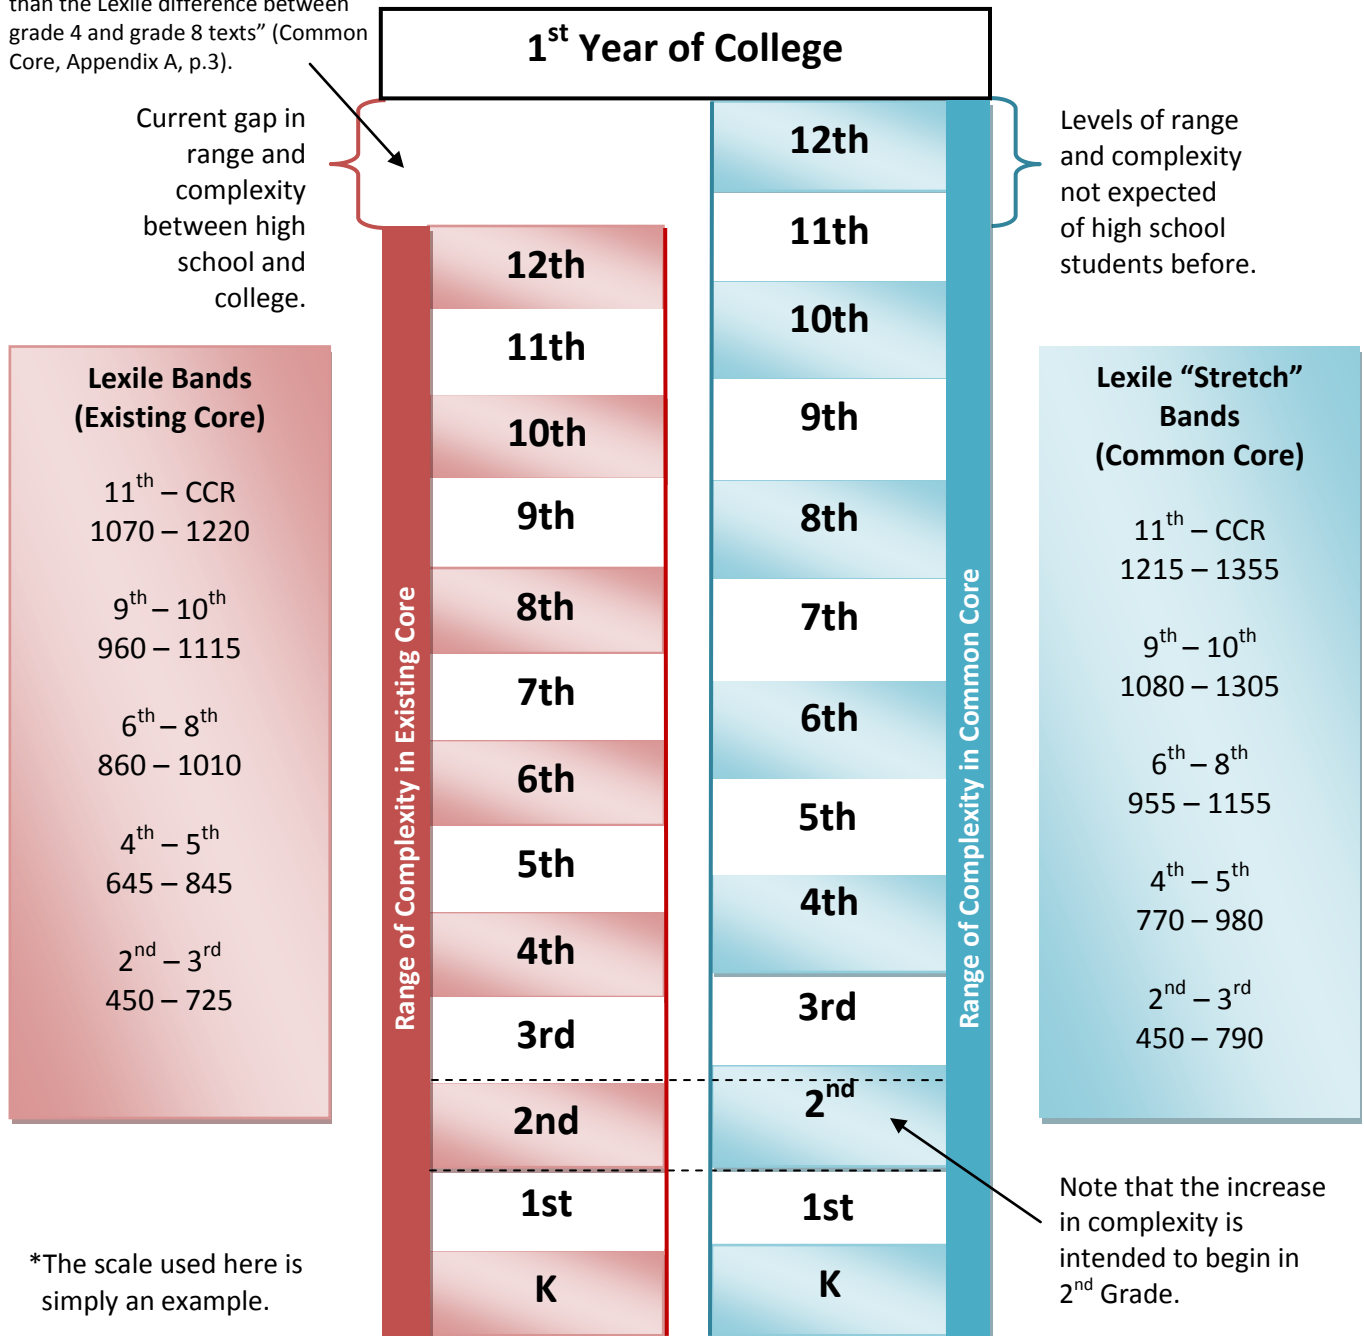 than the Lexile difference between
grade 4 and grade 8 texts” (Common
Core, Appendix A, p.3).
1st Year of College
Current gap in
range and
complexity
between high
school and
college.
Levels of range
and complexity
not expected
of high school
students before.
Lexile Bands
(Existing Core)
11th – CCR
1070 – 1220
9th – 10th
960 – 1115
6th – 8th
860 – 1010
4th – 5th
645 – 845
2nd – 3rd
450 – 725
Range of Complexity in Existing Core
12th
11th
10th
9th
8th
7th
6th
5th
4th
3rd
2nd
1st
K
12th
11th
10th
9th
8th
7th
6th
5th
4th
3rd
2nd
1st
K
Range of Complexity in Common Core
Lexile “Stretch”
Bands
(Common Core)
11th – CCR
1215 – 1355
9th – 10th
1080 – 1305
6th – 8th
955 – 1155
4th – 5th
770 – 980
2nd – 3rd
450 – 790
Note that the increase
in complexity is
intended to begin in
2nd Grade.
*The scale used here is
simply an example.